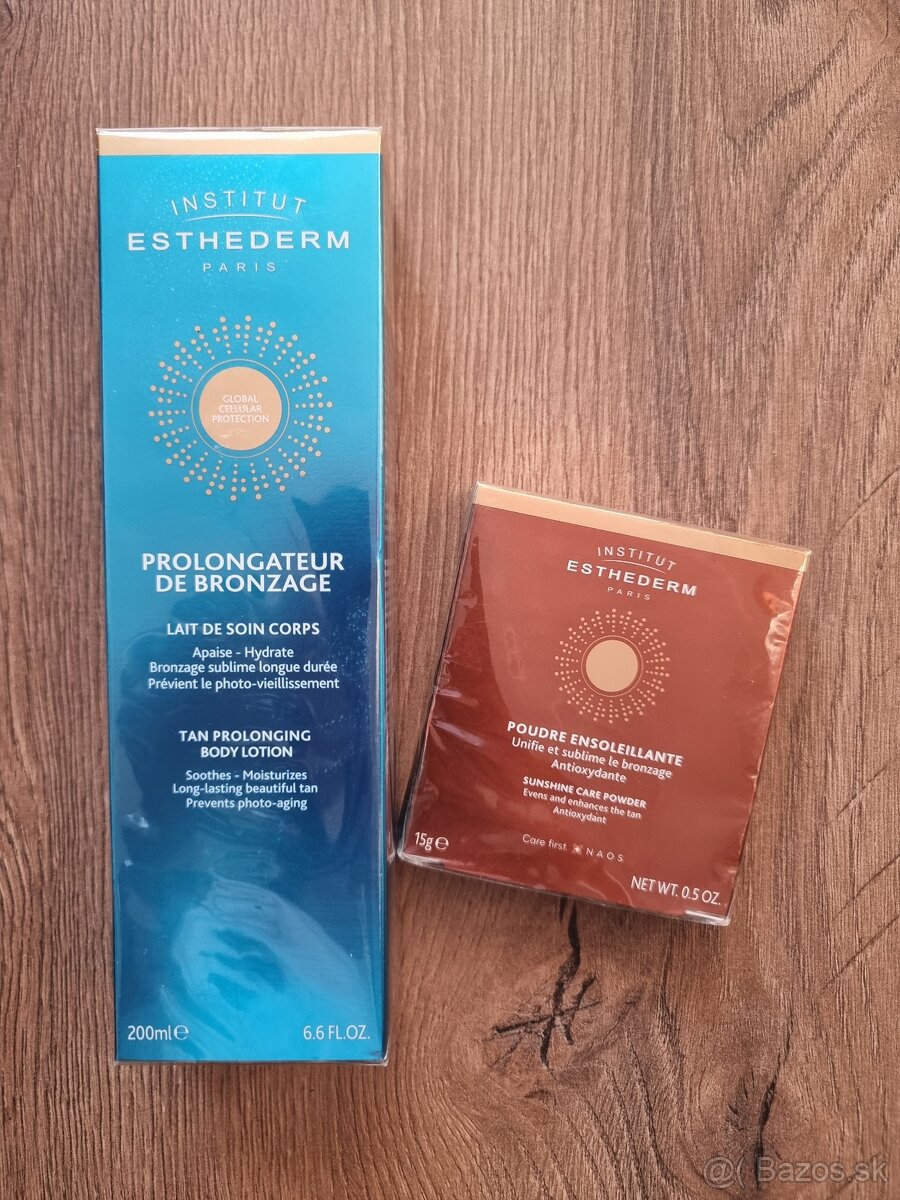 INSTITUT
ESTHEDERM
PARIS
GLOBAL
CELLULAR
PROTECTION
PROLONGATEUR
DE BRONZAGE
LAIT DE SOIN CORPS
Apaise - Hydrate
Bronzage sublime longue durée
Prévient le photo-vieillissement
TAN PROLONGING
BODY LOTION
Soothes - Moisturizes
Long-lasting beautiful tan
Prevents photo-aging
200ml℮
6.6 FL.OZ.
INSTITUT
ESTHEDERM
PARIS
POUDRE ENSOLEILLANTE
Unifie et sublime le bronzage
Antioxydante
SUNSHINE CARE POWDER
Evens and enhances the tan
Antioxydant
15g℮
Care first. NAOS
NET WT. 0.5 OZ.
@( Bazos.sk